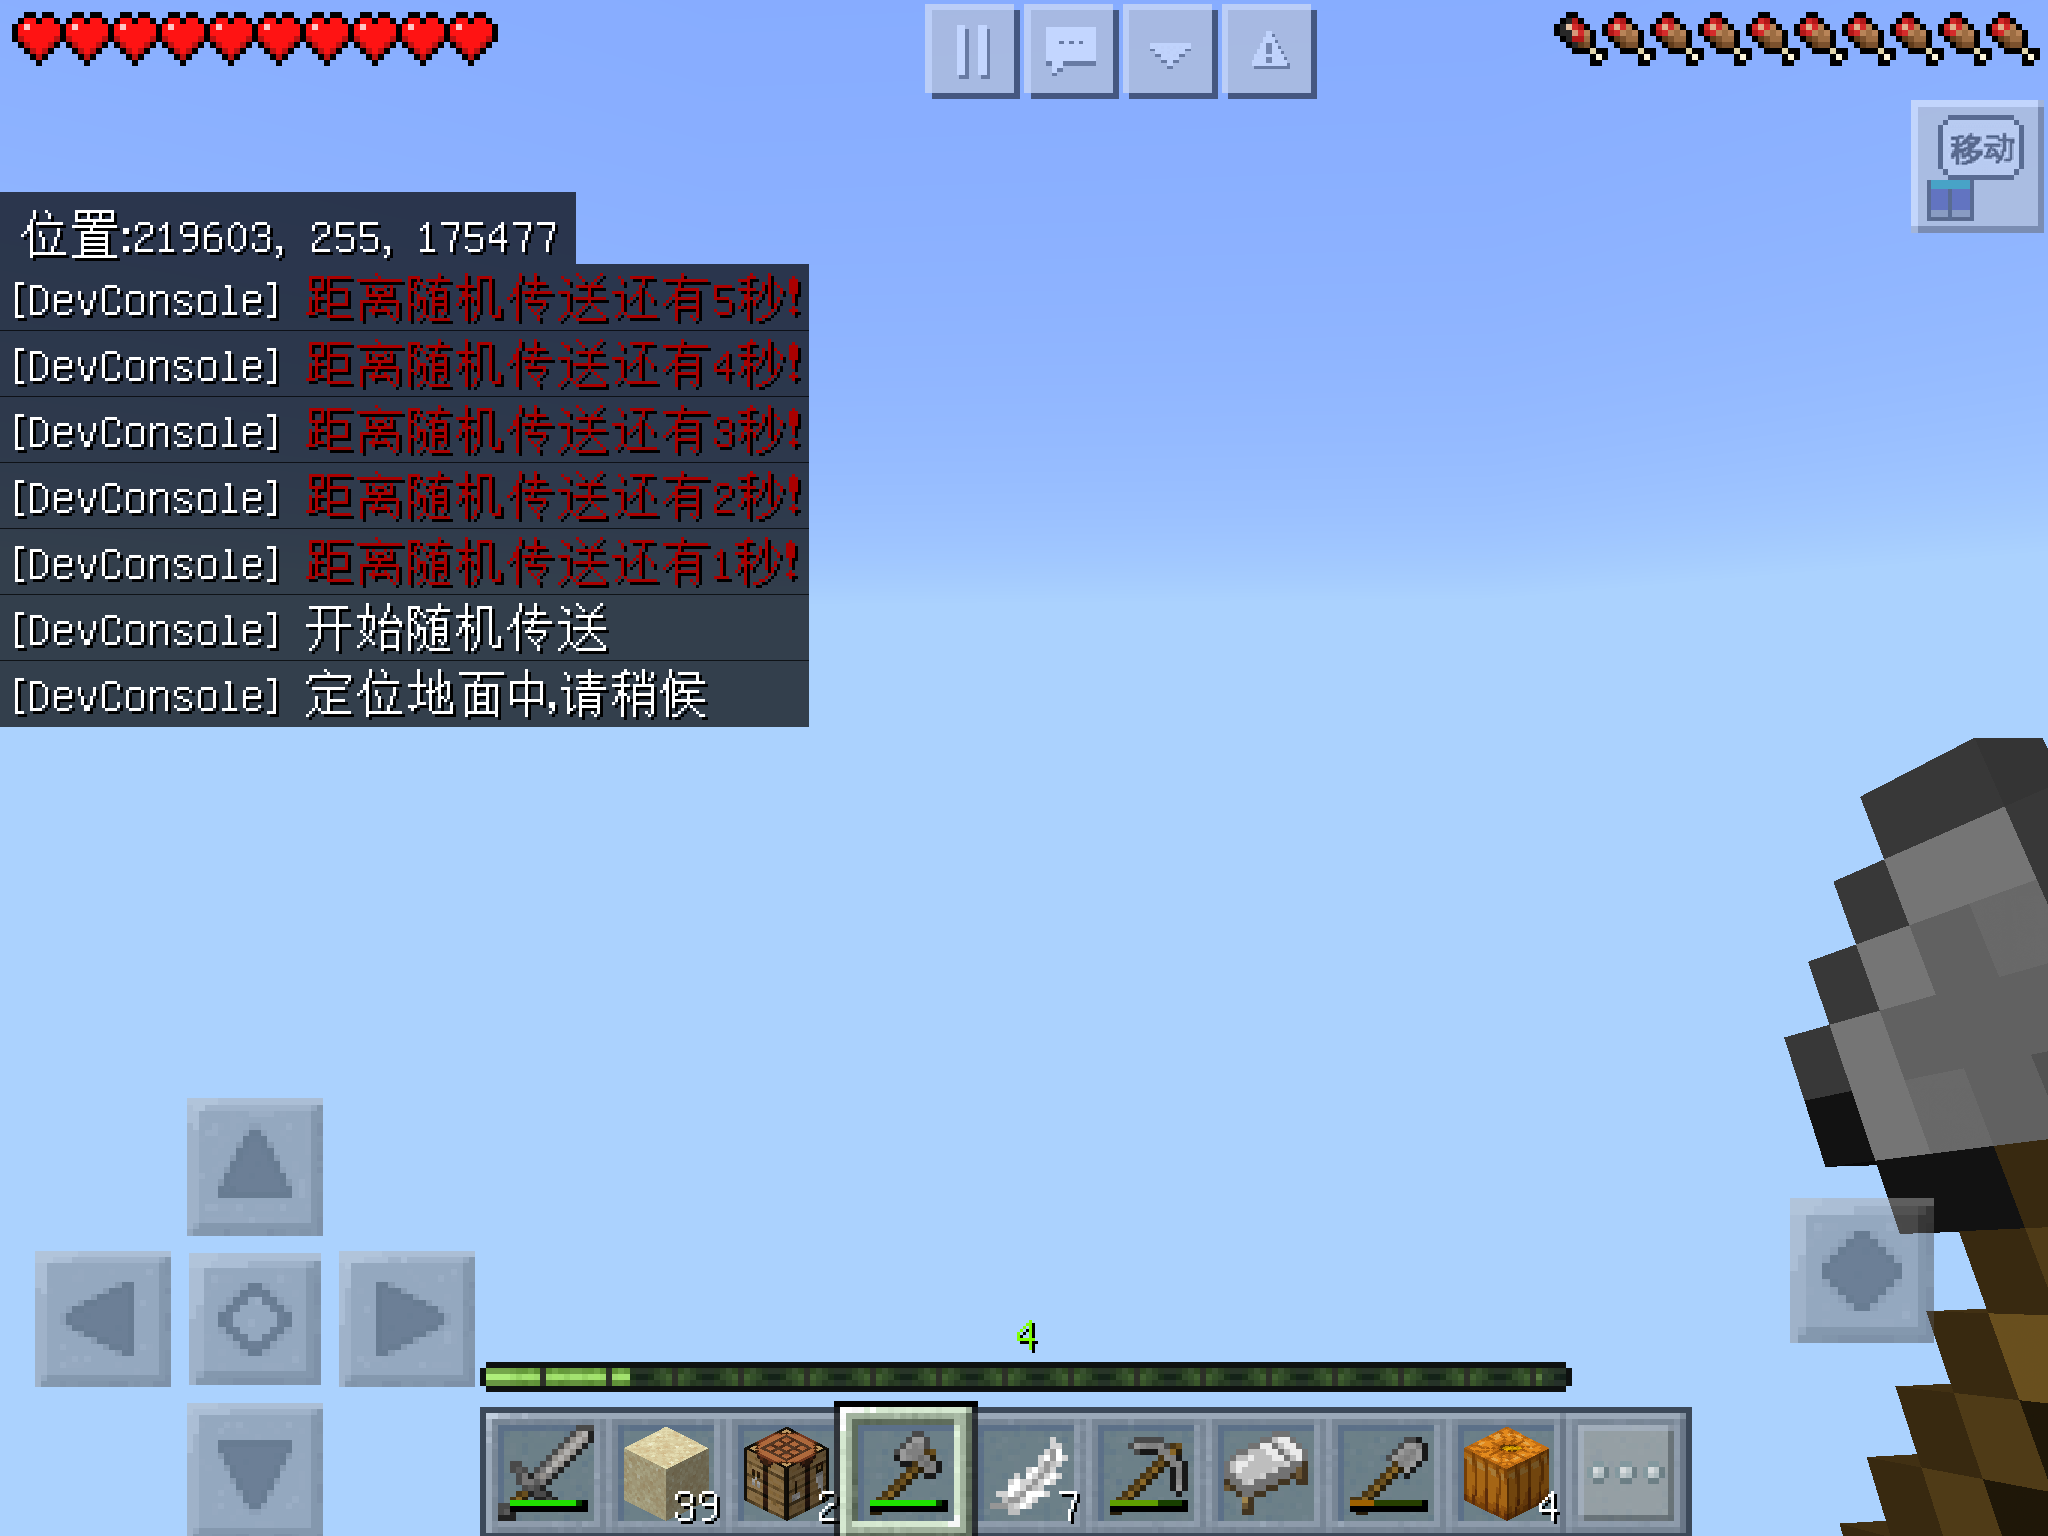 移动
位置:219603, 255, 175477
[DevConsole] 距离随机传送还有5秒!
[DevConsole] 距离随机传送还有4秒!
[DevConsole] 距离随机传送还有3秒!
[DevConsole] 距离随机传送还有2秒!
[DevConsole] 距离随机传送还有1秒!
[DevConsole] 开始随机传送
[DevConsole] 定位地面中,请稍候
4
39 2 7 4